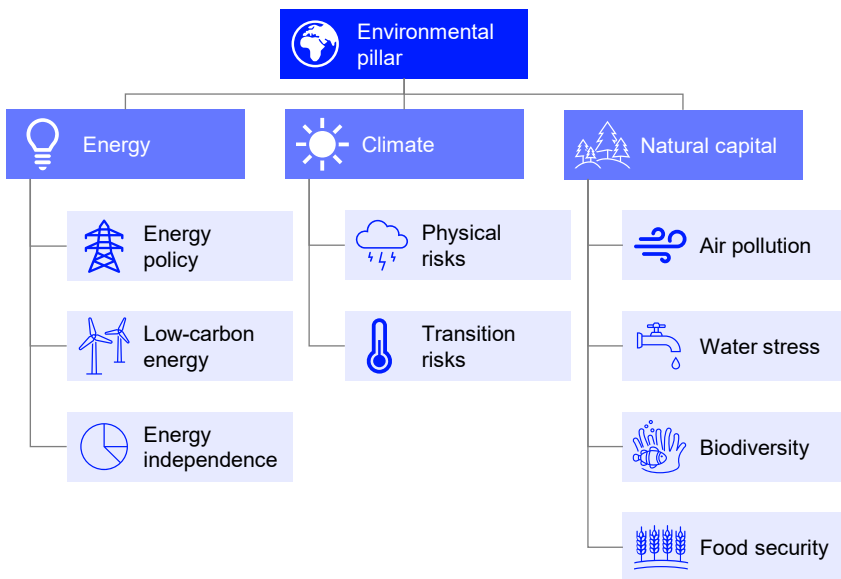 Environmental
pillar
Energy
Climate
Natural capital
Energy
policy
Low-carbon
energy
Energy
independence
Physical
risks
Transition
risks
Air pollution
Water stress
Biodiversity
Food security